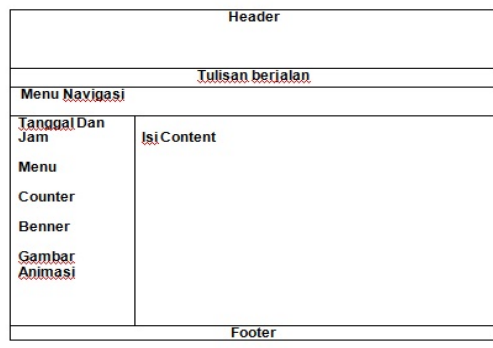 Header
Tulisan berjalan
Menu Navigasi
Tanggal Dan
Jam
Isi Content
Menu
Counter
Benner
Gambar
Animasi
Footer